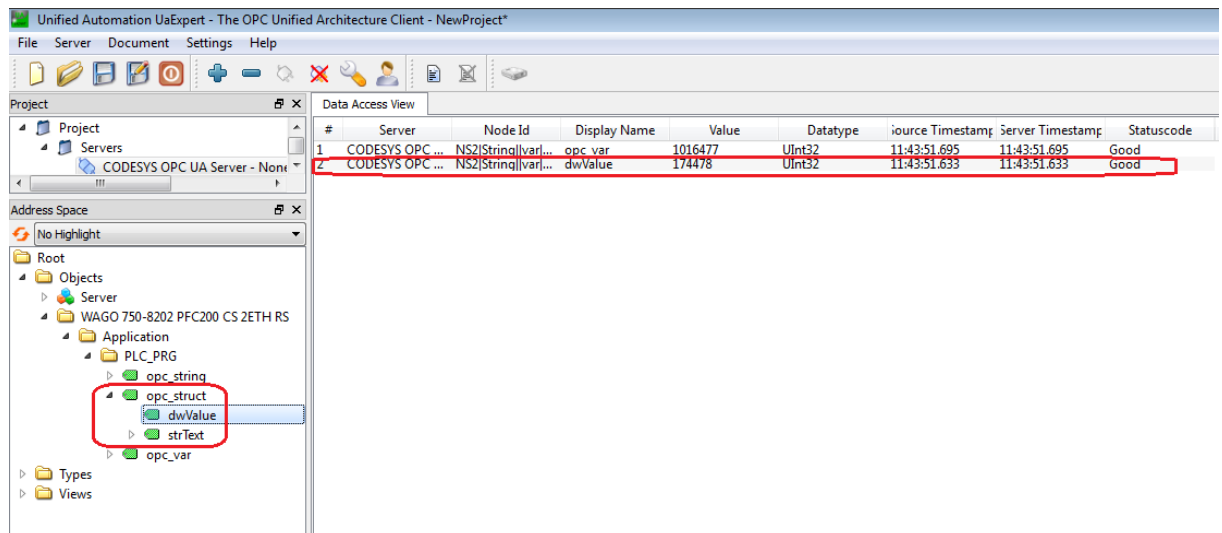 Unified Automation UaExpert - The OPC Unified Architecture Client - NewProject*
File Server Document Settings Help
Project
Data Access View
Project
Servers
CODESYS OPC UA Server - None
# Server Node Id Display Name Value Datatype Source Timestamp Server Timestamp Statuscode
1 CODESYS OPC ... NS2|String||var|... opc_var 1016477 UInt32 11:43:51.695 11:43:51.695 Good
2 CODESYS OPC ... NS2|String||var|... dwValue 174478 UInt32 11:43:51.633 11:43:51.633 Good
Address Space
No Highlight
Root
Objects
Server
WAGO 750-8202 PFC200 CS 2ETH RS
Application
PLC_PRG
opc_string
opc_struct
dwValue
strText
opc_var
Types
Views